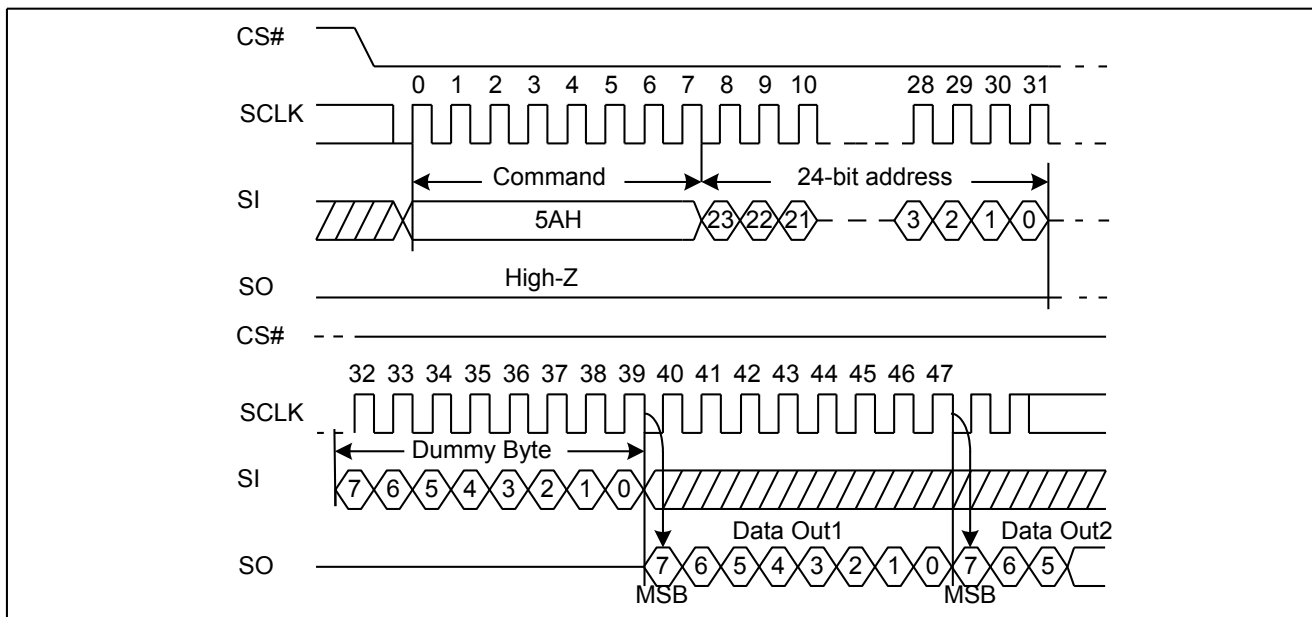 CS#
0 1 2 3 4 5 6 7 8 9 10 28 29 30 31
SCLK
Command 24-bit address
SI
5AH 23 22 21 3 2 1 0
High-Z
SO
CS#
32 33 34 35 36 37 38 39 40 41 42 43 44 45 46 47
SCLK
Dummy Byte
SI
7 6 5 4 3 2 1 0
Data Out1 Data Out2
SO
7 6 5 4 3 2 1 0 7 6 5
MSB MSB